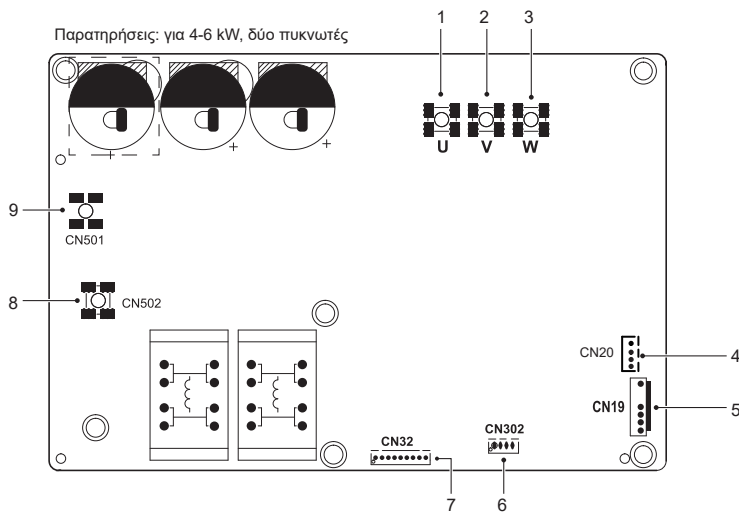 1 2 3
Παρατηρήσεις: για 4-6 kW, δύο πυκνωτές
U V W
+ + +
9
CN501
8 CN502
CN20 4
CN19 5
CN302
CN32
7 6